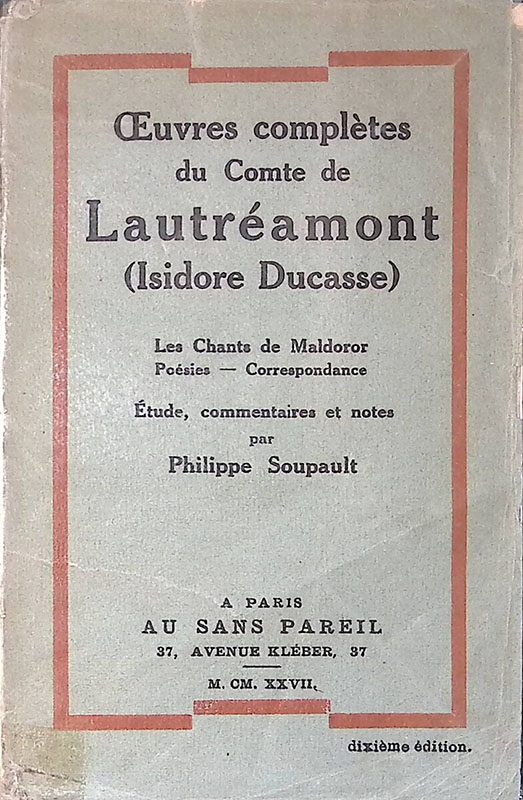 Œuvres complètes
du Comte de
Lautréamont
(Isidore Ducasse)
Les Chants de Maldoror
Poésies — Correspondance
Étude, commentaires et notes
par
Philippe Soupault
A PARIS
AU SANS PAREIL
37, AVENUE KLÉBER, 37
M. CM. XXVII.
dixième édition.